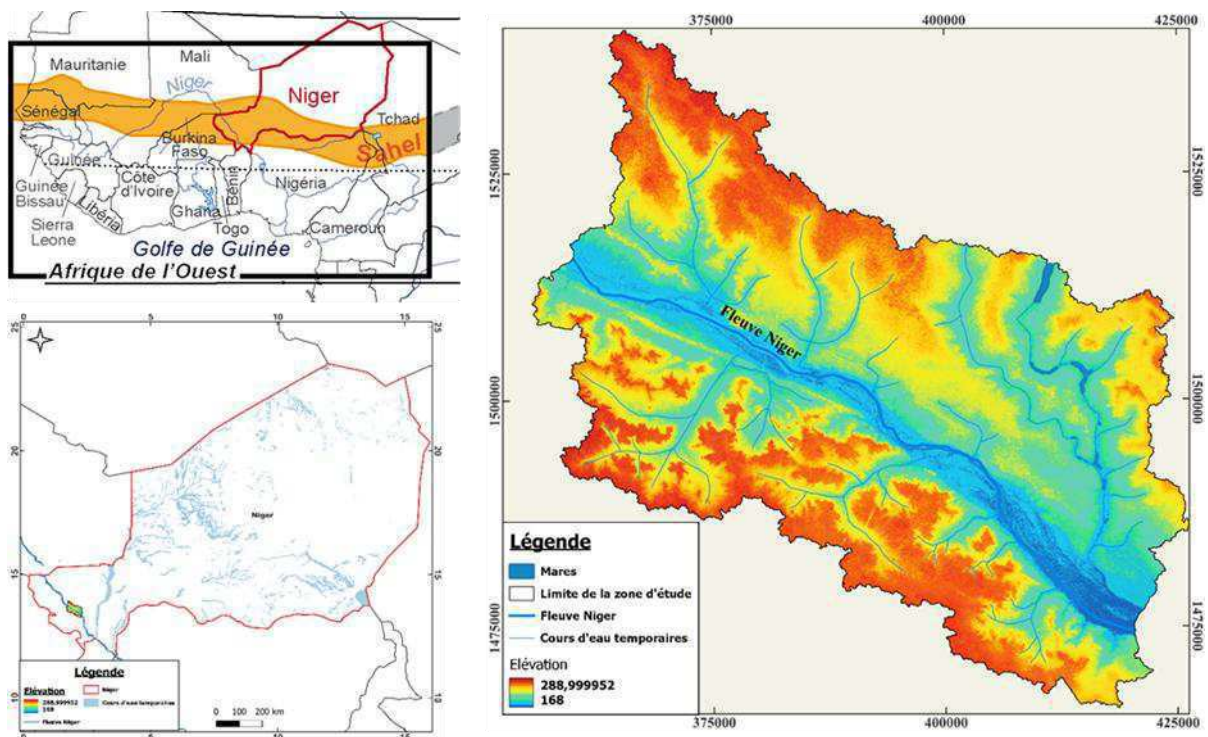 Mauritanie
Mali
Niger
Niger
Sénégal
Tchad
Burkina
Faso
Sahel
Guinée
Côte
d'Ivoire
Bénin
Nigéria
Guinée
Bissau
Libéria
Ghana
Sierra
Leone
Togo
Cameroun
Golfe de Guinée
Afrique de l'Ouest
0 5 10 15
25 25
20 20
Niger
15 15
10 10
Légende
Elévation
288,999952
168
Fleuve Niger
Niger
Cours d'eau temporaires
0 100 200 km
0 5 10 15
375000 400000 425000
1525000 1525000
Fleuve Niger
1500000 1500000
1475000 1475000
Légende
Mares
Limite de la zone d'étude
Fleuve Niger
Cours d'eau temporaires
Elévation
288,999952
168
375000 400000 425000